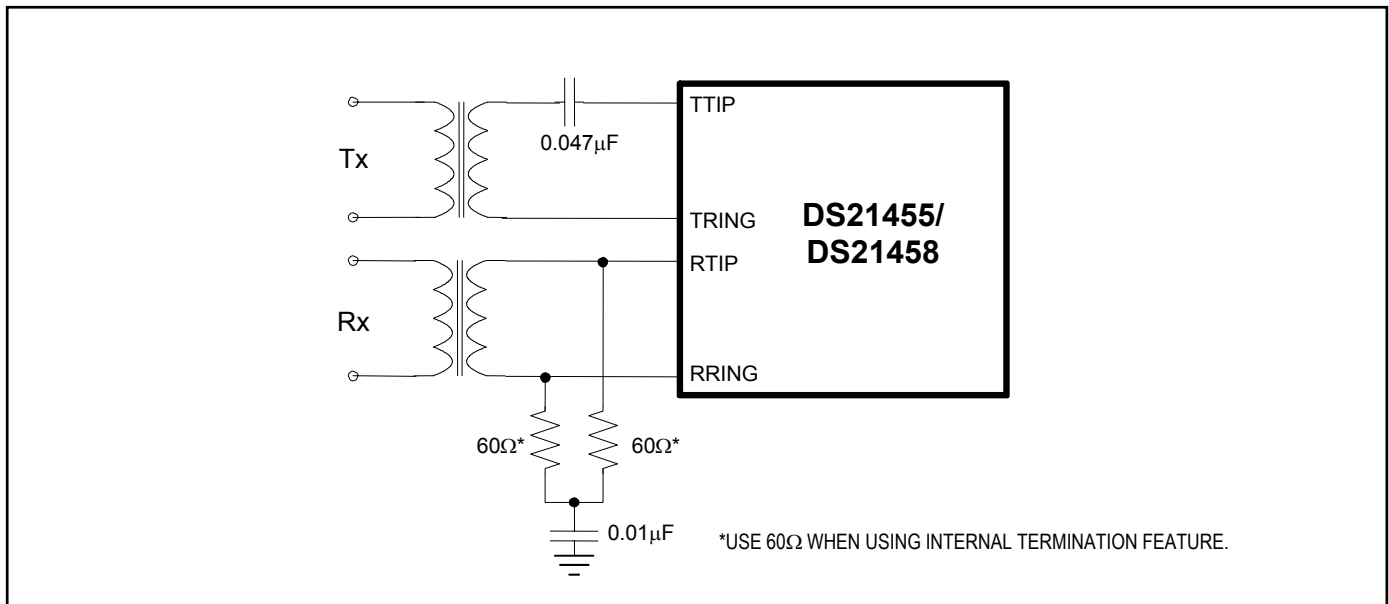 TTIP
0.047μF
Tx
TRING
DS21455/
DS21458
RTIP
Rx
RRING
60Ω*
60Ω*
0.01μF
*USE 60Ω WHEN USING INTERNAL TERMINATION FEATURE.